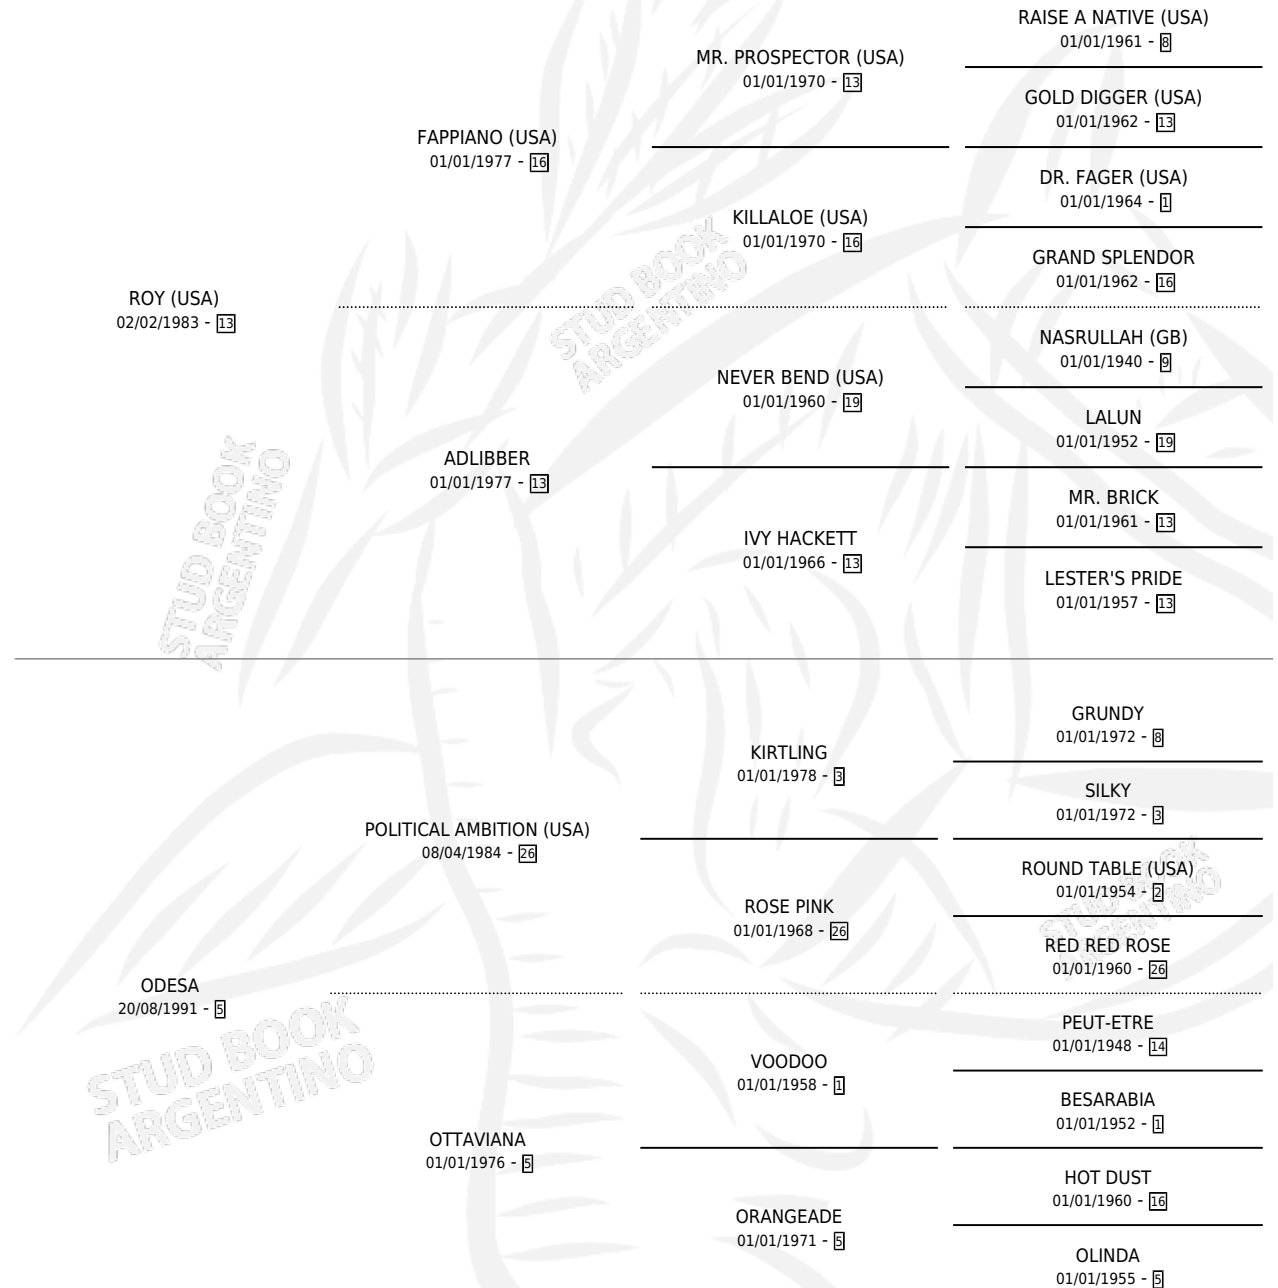 RAISE A NATIVE (USA)
01/01/1961 - 8
MR. PROSPECTOR (USA)
01/01/1970 - 13
GOLD DIGGER (USA)
01/01/1962 - 13
FAPPIANO (USA)
01/01/1977 - 16
DR. FAGER (USA)
01/01/1964 - 1
KILLALOE (USA)
01/01/1970 - 16
GRAND SPLENDOR
01/01/1962 - 16
ROY (USA)
02/02/1983 - 13
NASRULLAH (GB)
01/01/1940 - 9
NEVER BEND (USA)
01/01/1960 - 19
LALUN
01/01/1952 - 19
ADLIBBER
01/01/1977 - 13
MR. BRICK
01/01/1961 - 13
IVY HACKETT
01/01/1966 - 13
LESTER'S PRIDE
01/01/1957 - 13
STUD BOOK
ARGENTINO
STUD BOOK
ARGENTINO
GRUNDY
01/01/1972 - 8
KIRTLING
01/01/1978 - 3
SILKY
01/01/1972 - 3
POLITICAL AMBITION (USA)
08/04/1984 - 26
ROUND TABLE (USA)
01/01/1954 - 2
ROSE PINK
01/01/1968 - 26
RED RED ROSE
01/01/1960 - 26
STUD BOOK
ARGENTINO
ODESA
20/08/1991 - 5
PEUT-ETRE
01/01/1948 - 14
VOODOO
01/01/1958 - 1
BESARABIA
01/01/1952 - 1
STUD BOOK
ARGENTINO
OTTAVIANA
01/01/1976 - 5
HOT DUST
01/01/1960 - 16
ORANGEADE
01/01/1971 - 5
OLINDA
01/01/1955 - 5